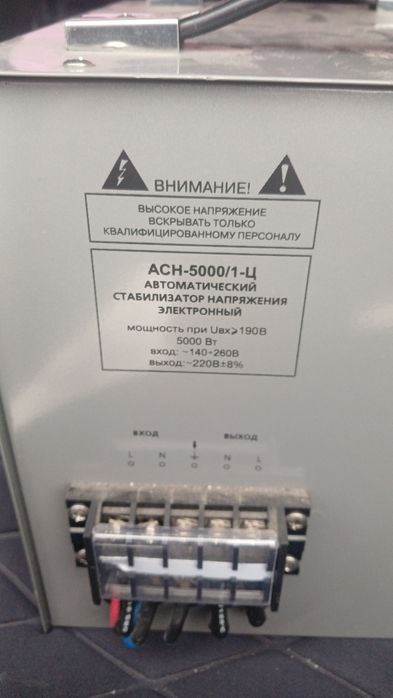 ВНИМАНИЕ!
ВЫСОКОЕ НАПРЯЖЕНИЕ
ВСКРЫВАТЬ ТОЛЬКО
КВАЛИФИЦИРОВАННОМУ ПЕРСОНАЛУ
АСН-5000/1-Ц
АВТОМАТИЧЕСКИЙ
СТАБИЛИЗАТОР НАПРЯЖЕНИЯ
ЭЛЕКТРОННЫЙ
мощность при Uвх⩾190В
5000 Вт
вход: ~140÷260В
выход:~220В±8%
вход выход
L N N L